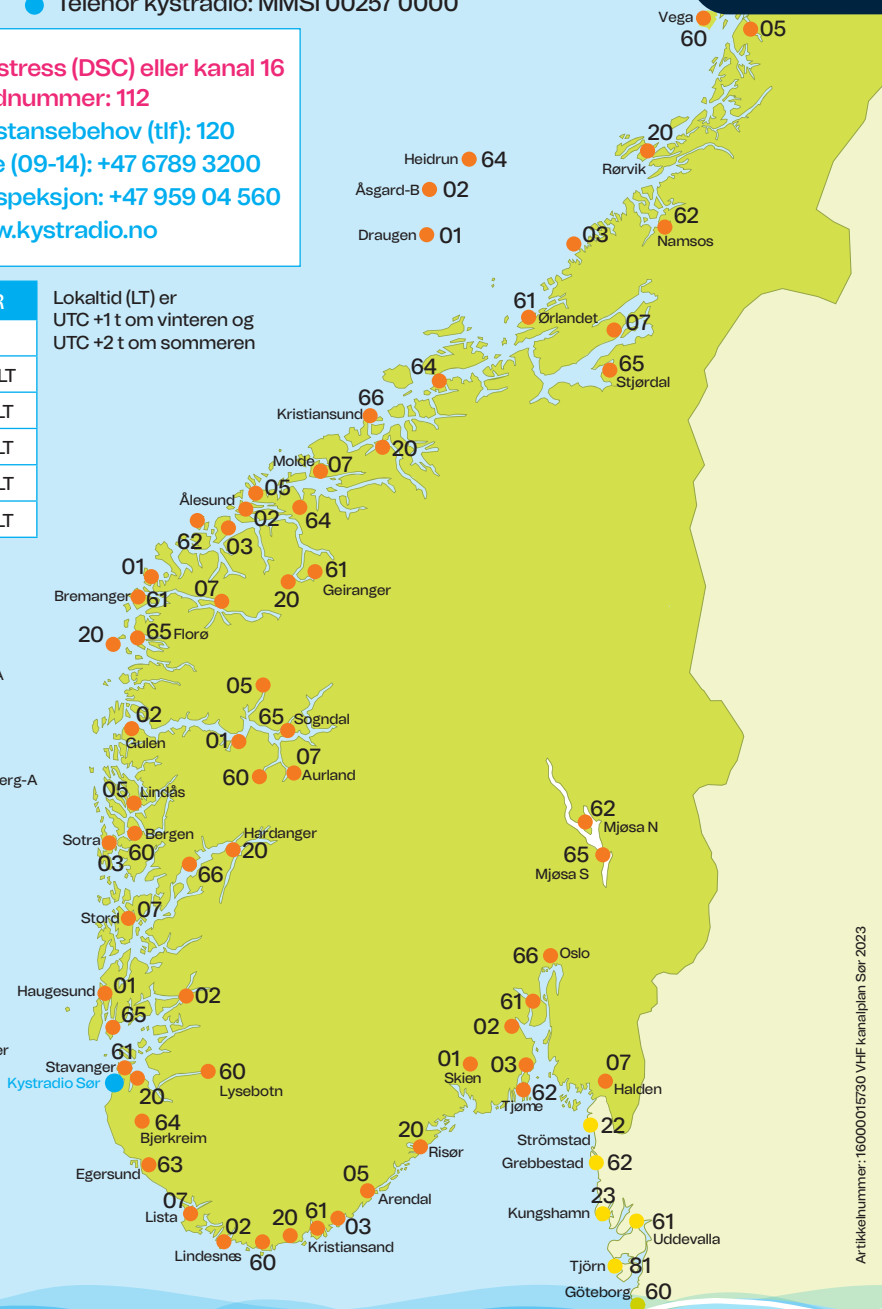 Telenor kystradio: MMSI 00257 0000
stress (DSC) eller kanal 16
dnummer: 112
stansebehov (tlf): 120
e (09-14): +47 6789 3200
speksjon: +47 959 04 560
w.kystradio.no
R
LT
LT
LT
LT
LT
Lokaltid (LT) er
UTC +1 t om vinteren og
UTC +2 t om sommeren
Vega
60
05
20
Rørvik
Heidrun 64
Åsgard-B 02
Draugen 01
62
Namsos
03
61
Ørlandet
07
65
Stjørdal
64
66
Kristiansund
20
Molde 07
05
Ålesund
02
64
62
03
01
61
Geiranger
20
07
Bremanger 61
20
65 Florø
A
05
02
Gulen
65 Sogndal
01
07
60 Aurland
erg-A
05 Lindås
Bergen
60
Sotra
03
Hardanger
20
66
62
Mjøsa N
65
Mjøsa S
07
Stord
66 Oslo
Haugesund 01
02
65
61
02
er
61
Stavanger
Kystradio Sør
20
60
Lysebotn
01
Skien
03
62
Tjøme
07
Halden
64
Bjerkreim
63
Egersund
20
Risør
22
Strömstad
Grebbestad 62
05
Arendal
07
Lista
02
Lindesnes
60
20
61
03
Kristiansand
23
Kungshamn
61
Uddevalla
Tjörn 81
Göteborg 60
Artikkelnummer: 16000015730 VHF kanalplan Sør 2023